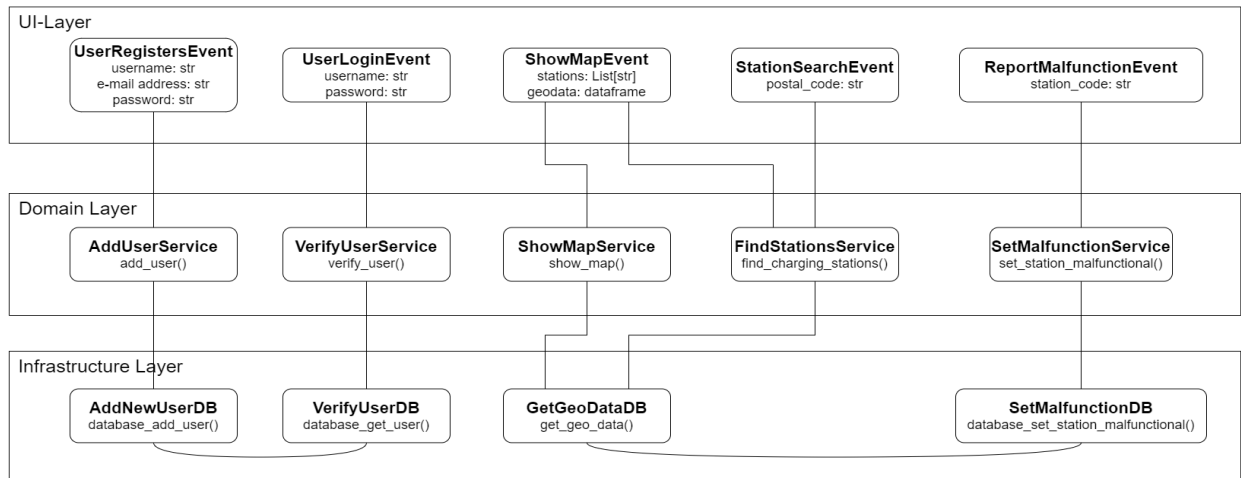 UI-Layer
UserRegistersEvent
username: str
e-mail address: str
password: str
UserLoginEvent
username: str
password: str
ShowMapEvent
stations: List[str]
geodata: dataframe
StationSearchEvent
postal_code: str
ReportMalfunctionEvent
station_code: str
Domain Layer
AddUserService
add_user()
VerifyUserService
verify_user()
ShowMapService
show_map()
FindStationsService
find_charging_stations()
SetMalfunctionService
set_station_malfunctional()
Infrastructure Layer
AddNewUserDB
database_add_user()
VerifyUserDB
database_get_user()
GetGeoDataDB
get_geo_data()
SetMalfunctionDB
database_set_station_malfunctional()